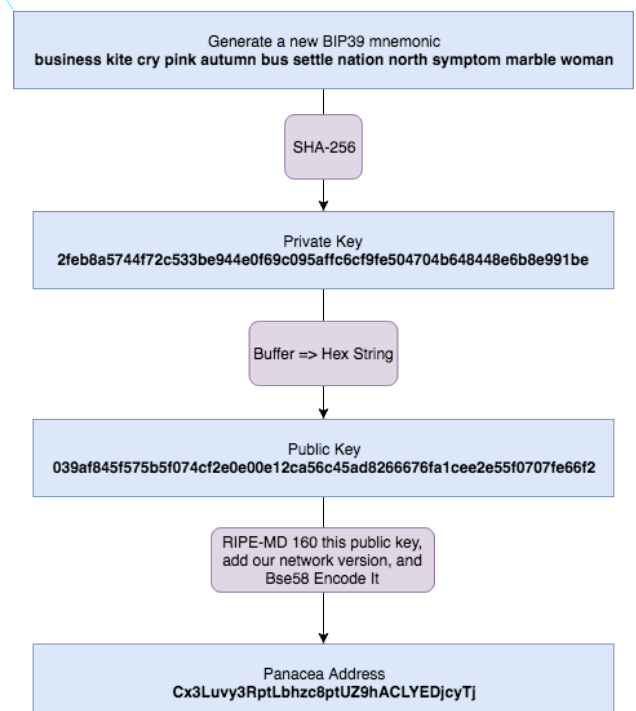 Generate a new BIP39 mnemonic
business kite cry pink autumn bus settle nation north symptom marble woman
SHA-256
Private Key
2feb8a5744f72c533be944e0f69c095affc6cf9fe504704b648448e6b8e991be
Buffer => Hex String
Public Key
039af845f575b5f074cf2e0e00e12ca56c45ad8266676fa1cee2e55f0707fe66f2
RIPE-MD 160 this public key,
add our network version, and
Bse58 Encode It
Panacea Address
Cx3Luvy3RptLbhzc8ptUZ9hACLYEDjcyTj